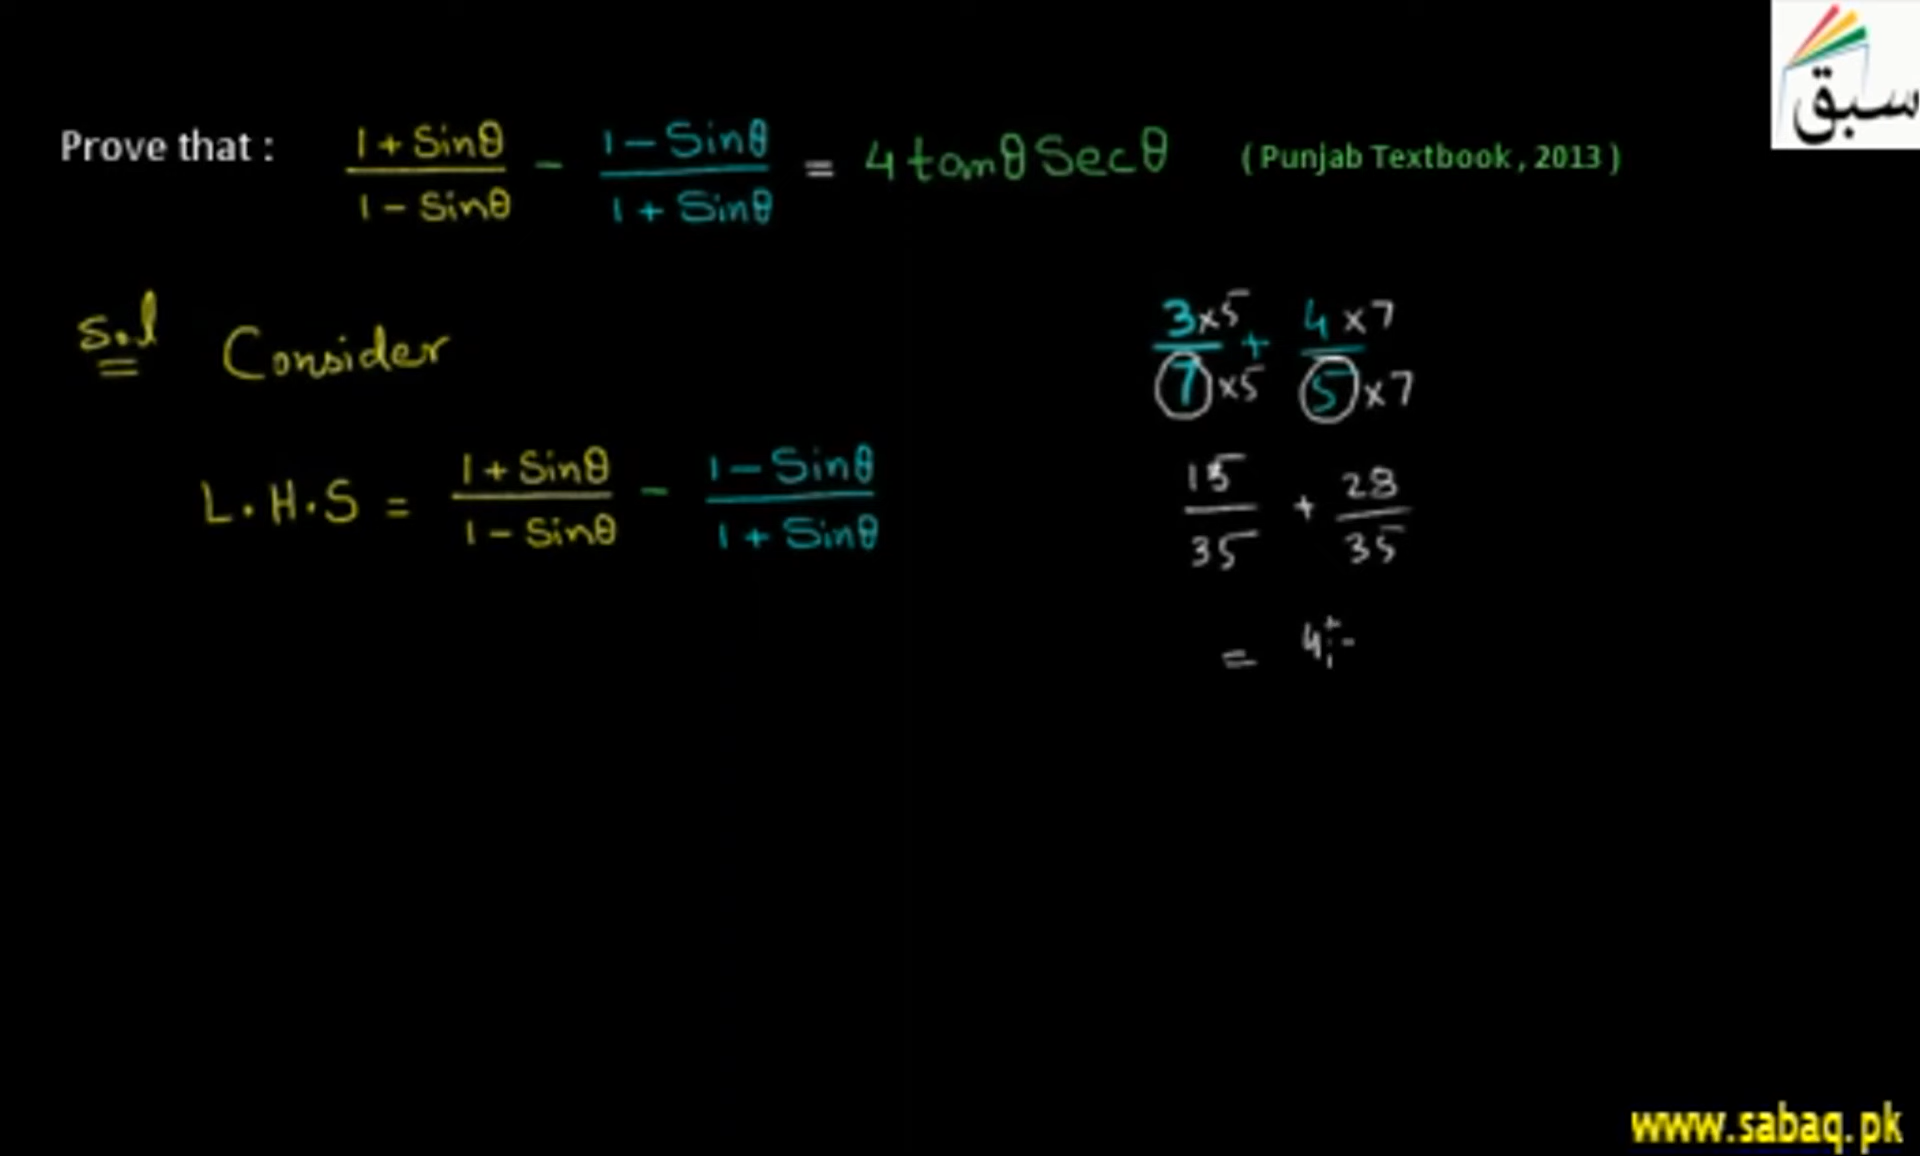 سبق
Prove that : (1 + Sinθ)/(1 - Sinθ) - (1 - Sinθ)/(1 + Sinθ) = 4 tanθ Secθ ( Punjab Textbook , 2013 )
Sol Consider
L.H.S = (1 + Sinθ)/(1 - Sinθ) - (1 - Sinθ)/(1 + Sinθ)
(3×5)/(7×5) + (4×7)/(5×7)
15/35 + 28/35
= 4
www.sabaq.pk